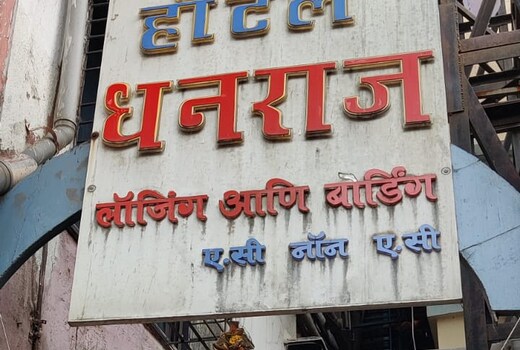 हॉटेल
धनराज
लॉजिंग आणि बोर्डिंग
ए.सी नॉन ए.सी